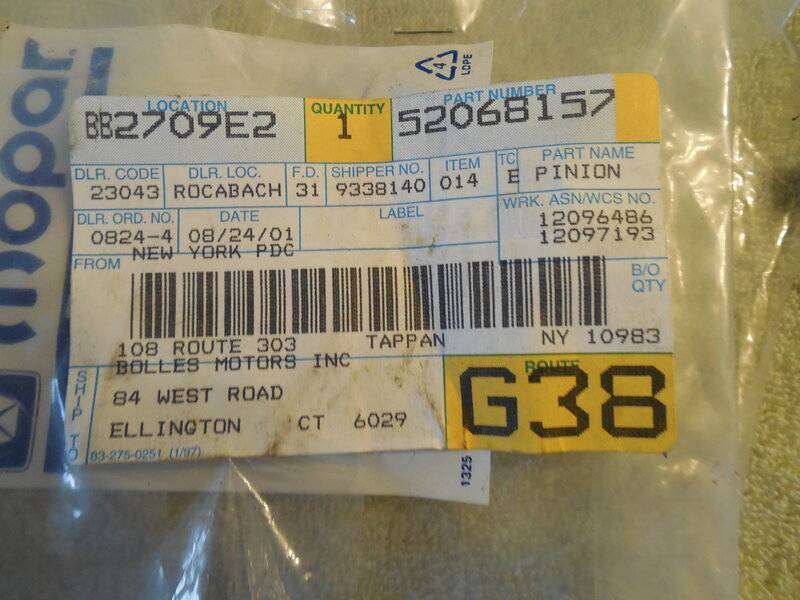 mopar
4
LDPE
LOCATION QUANTITY PART NUMBER
BB2709E2 1 52068157
DLR. CODE DLR. LOC. F.D. SHIPPER NO. ITEM TC PART NAME
23043 ROCABACH 31 9338140 014 E PINION
DLR. ORD. NO. DATE LABEL WRK. ASN/WCS NO.
0824-4 08/24/01 12096486
12097193
NEW YORK PDC
FROM B/O
QTY
108 ROUTE 303 TAPPAN NY 10983
BOLLES MOTORS INC ROUTE
SHIP TO 84 WEST ROAD G38
ELLINGTON CT 6029
83-275-0251 (1/97)
1325